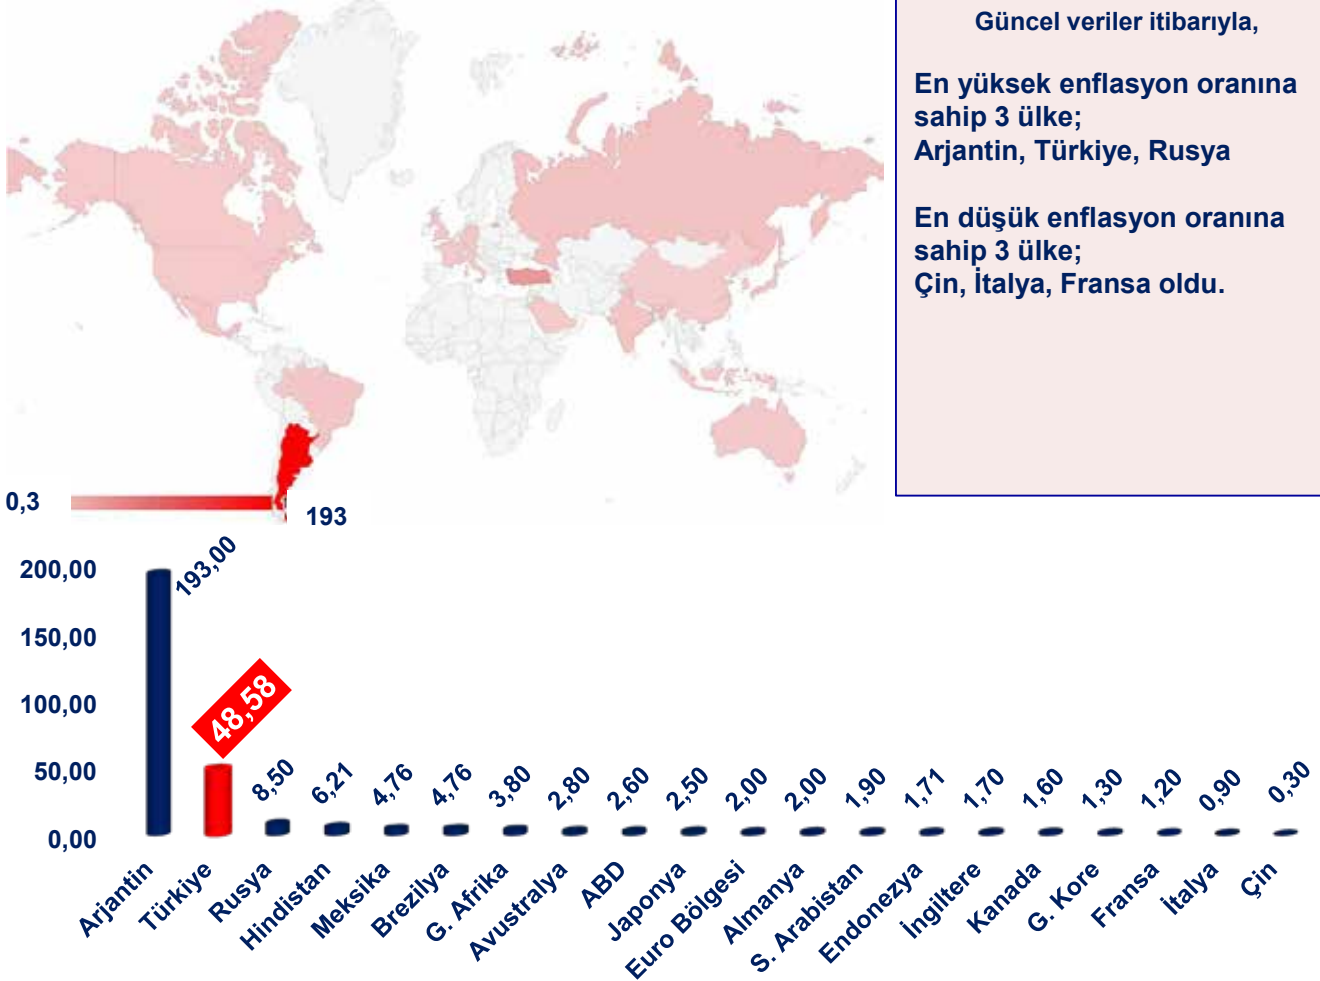 Güncel veriler itibarıyla,
En yüksek enflasyon oranına
sahip 3 ülke;
Arjantin, Türkiye, Rusya
En düşük enflasyon oranına
sahip 3 ülke;
Çin, İtalya, Fransa oldu.
0,3
193
200,00
150,00
100,00
50,00
0,00
193,00
48,58
8,50
6,21
4,76
4,76
3,80
2,80
2,60
2,50
2,00
2,00
1,90
1,71
1,70
1,60
1,30
1,20
0,90
0,30
Arjantin
Türkiye
Rusya
Hindistan
Meksika
Brezilya
G. Afrika
Avustralya
ABD
Japonya
Euro Bölgesi
Almanya
S. Arabistan
Endonezya
İngiltere
Kanada
G. Kore
Fransa
İtalya
Çin